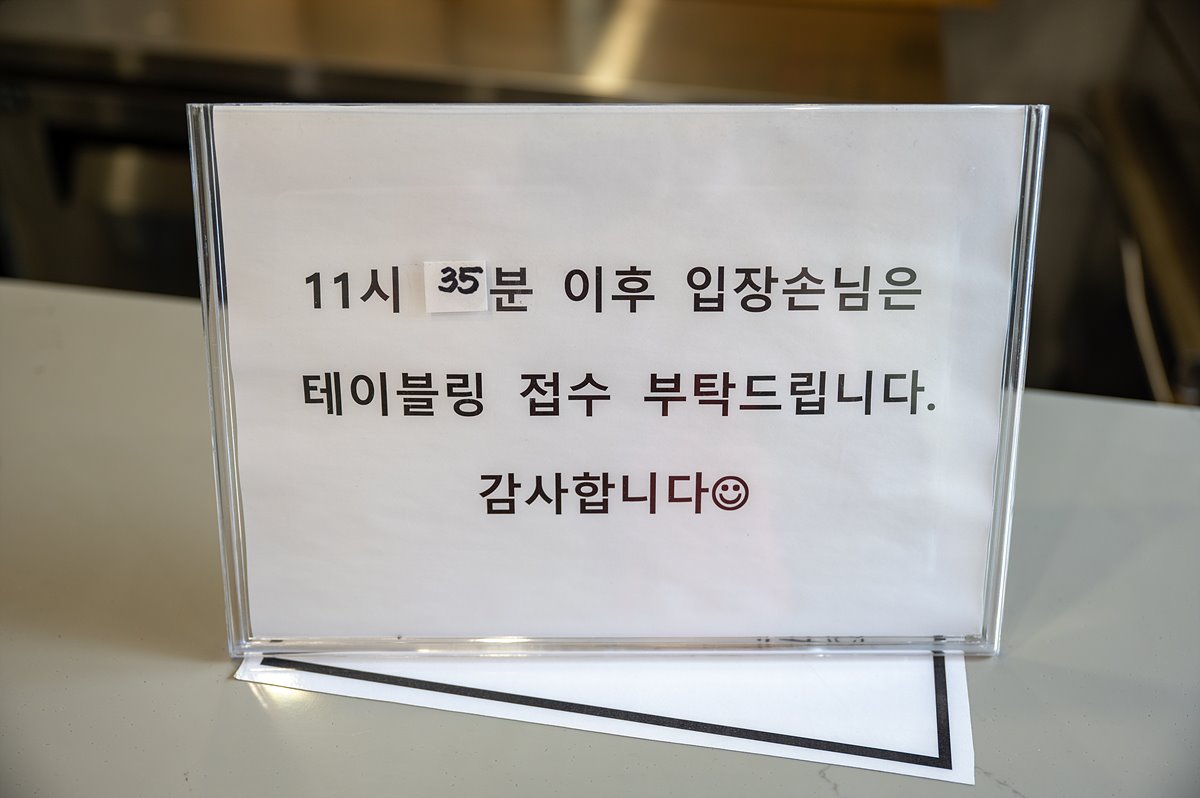 11시 35분 이후 입장손님은
테이블링 접수 부탁드립니다.
감사합니다☺